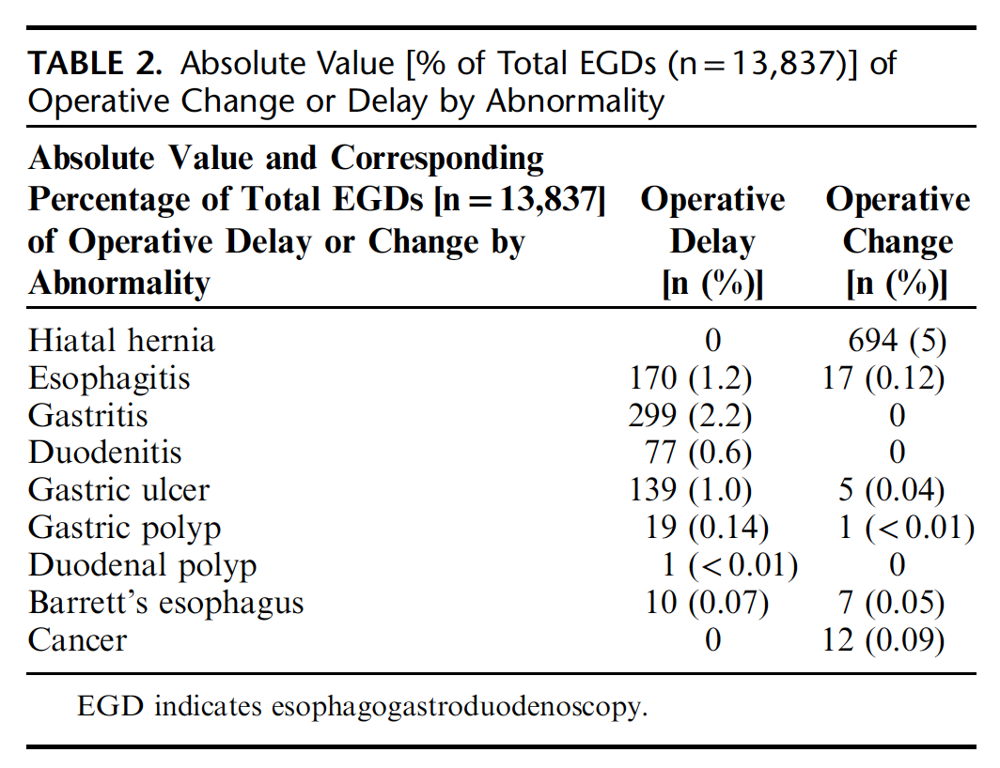 TABLE 2. Absolute Value [% of Total EGDs (n = 13,837)] of
Operative Change or Delay by Abnormality
Absolute Value and Corresponding
Percentage of Total EGDs [n = 13,837] Operative Operative
of Operative Delay or Change by Delay Change
Abnormality [n (%)] [n (%)]
Hiatal hernia 0 694 (5)
Esophagitis 170 (1.2) 17 (0.12)
Gastritis 299 (2.2) 0
Duodenitis 77 (0.6) 0
Gastric ulcer 139 (1.0) 5 (0.04)
Gastric polyp 19 (0.14) 1 (<0.01)
Duodenal polyp 1 (<0.01) 0
Barrett's esophagus 10 (0.07) 7 (0.05)
Cancer 0 12 (0.09)
EGD indicates esophagogastroduodenoscopy.